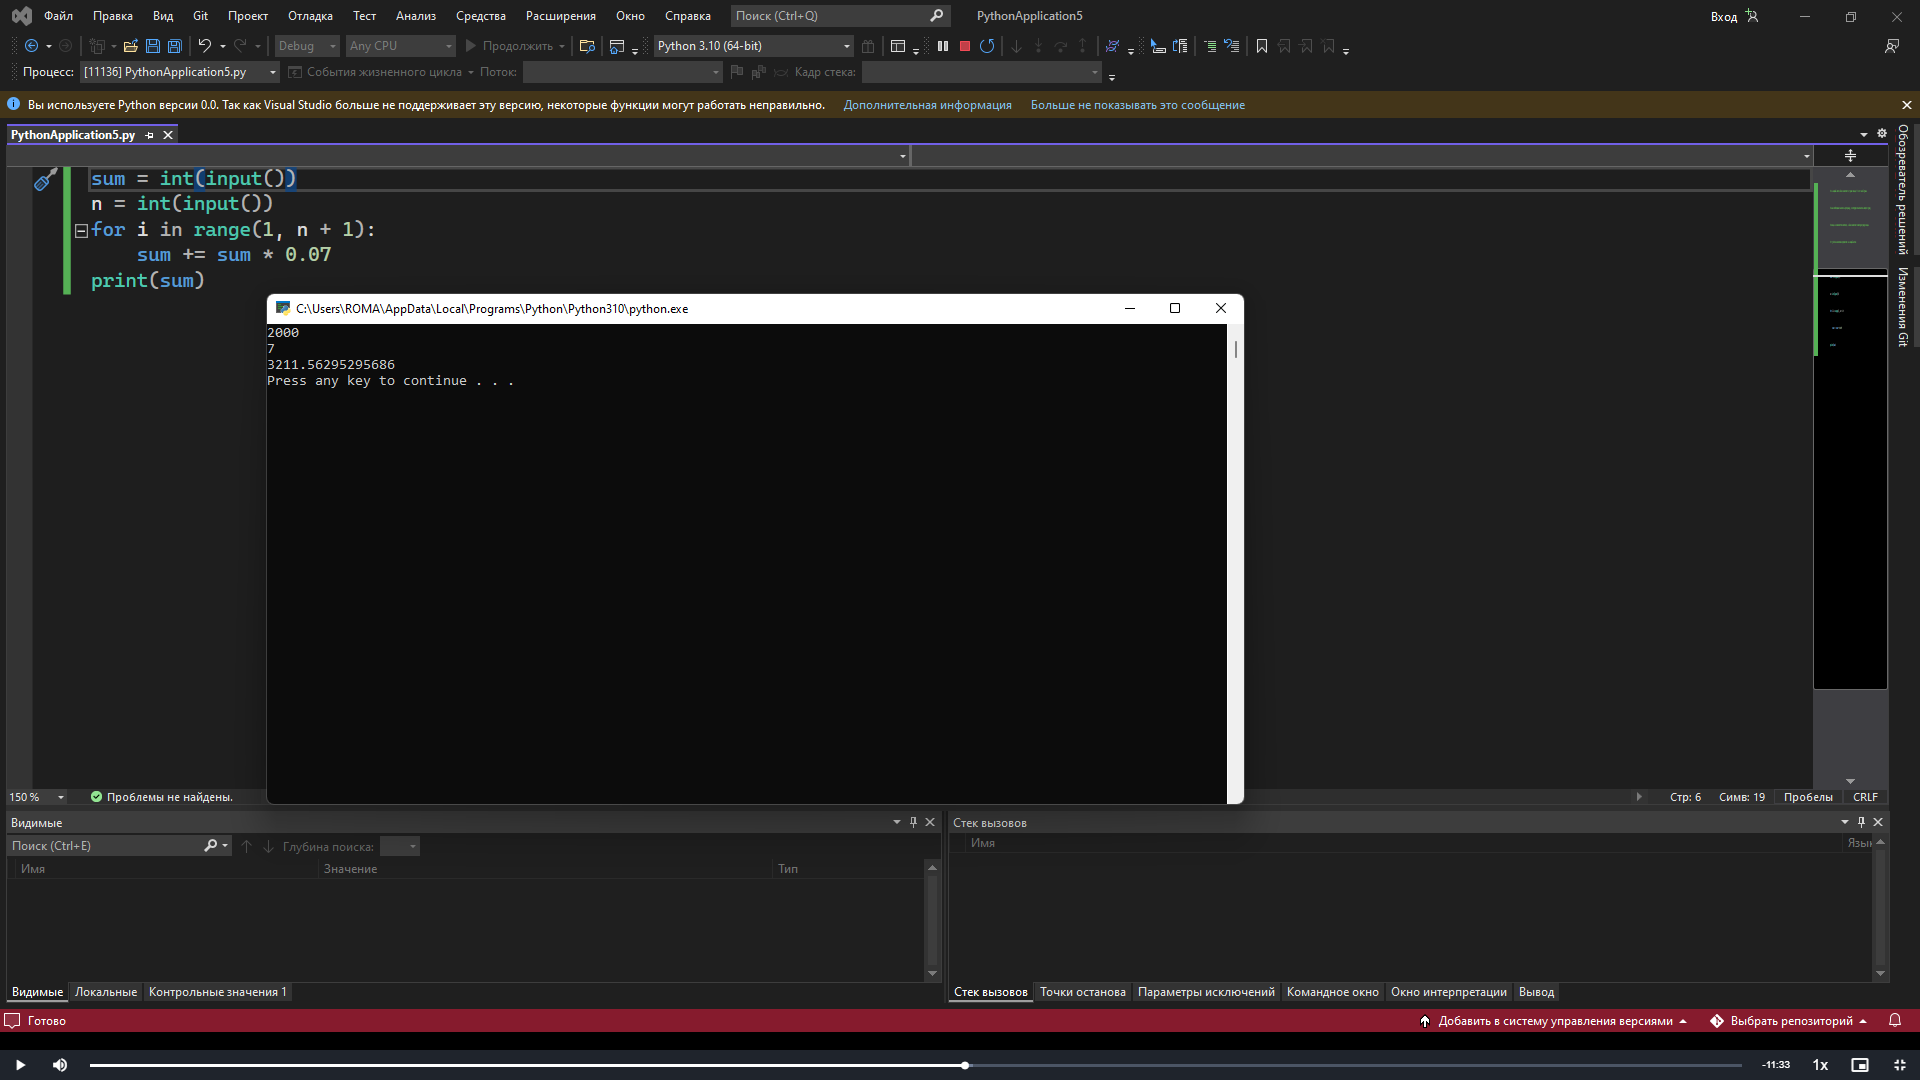 Файл Правка Вид Git Проект Отладка Тест Анализ Средства Расширения Окно Справка Поиск (Ctrl+Q) PythonApplication5 Вход
Debug Any CPU Продолжить Python 3.10 (64-bit)
Процесс: [11136] PythonApplication5.py События жизненного цикла Поток: Кадр стека:
Вы используете Python версии 0.0. Так как Visual Studio больше не поддерживает эту версию, некоторые функции могут работать неправильно. Дополнительная информация Больше не показывать это сообщение
PythonApplication5.py
Обозреватель решений
Изменения Git
sum = int(input())
n = int(input())
for i in range(1, n + 1):
sum += sum * 0.07
print(sum)
C:\Users\ROMA\AppData\Local\Programs\Python\Python310\python.exe
2000
7
3211.56295295686
Press any key to continue . . .
150 % Проблемы не найдены. Стр: 6 Симв: 19 Пробелы CRLF
Видимые
Поиск (Ctrl+E) Глубина поиска:
Имя Значение Тип
Видимые Локальные Контрольные значения 1
Стек вызовов
Имя Язык
Стек вызовов Точки останова Параметры исключений Командное окно Окно интерпретации Вывод
Готово Добавить в систему управления версиями Выбрать репозиторий
-11:33 1x